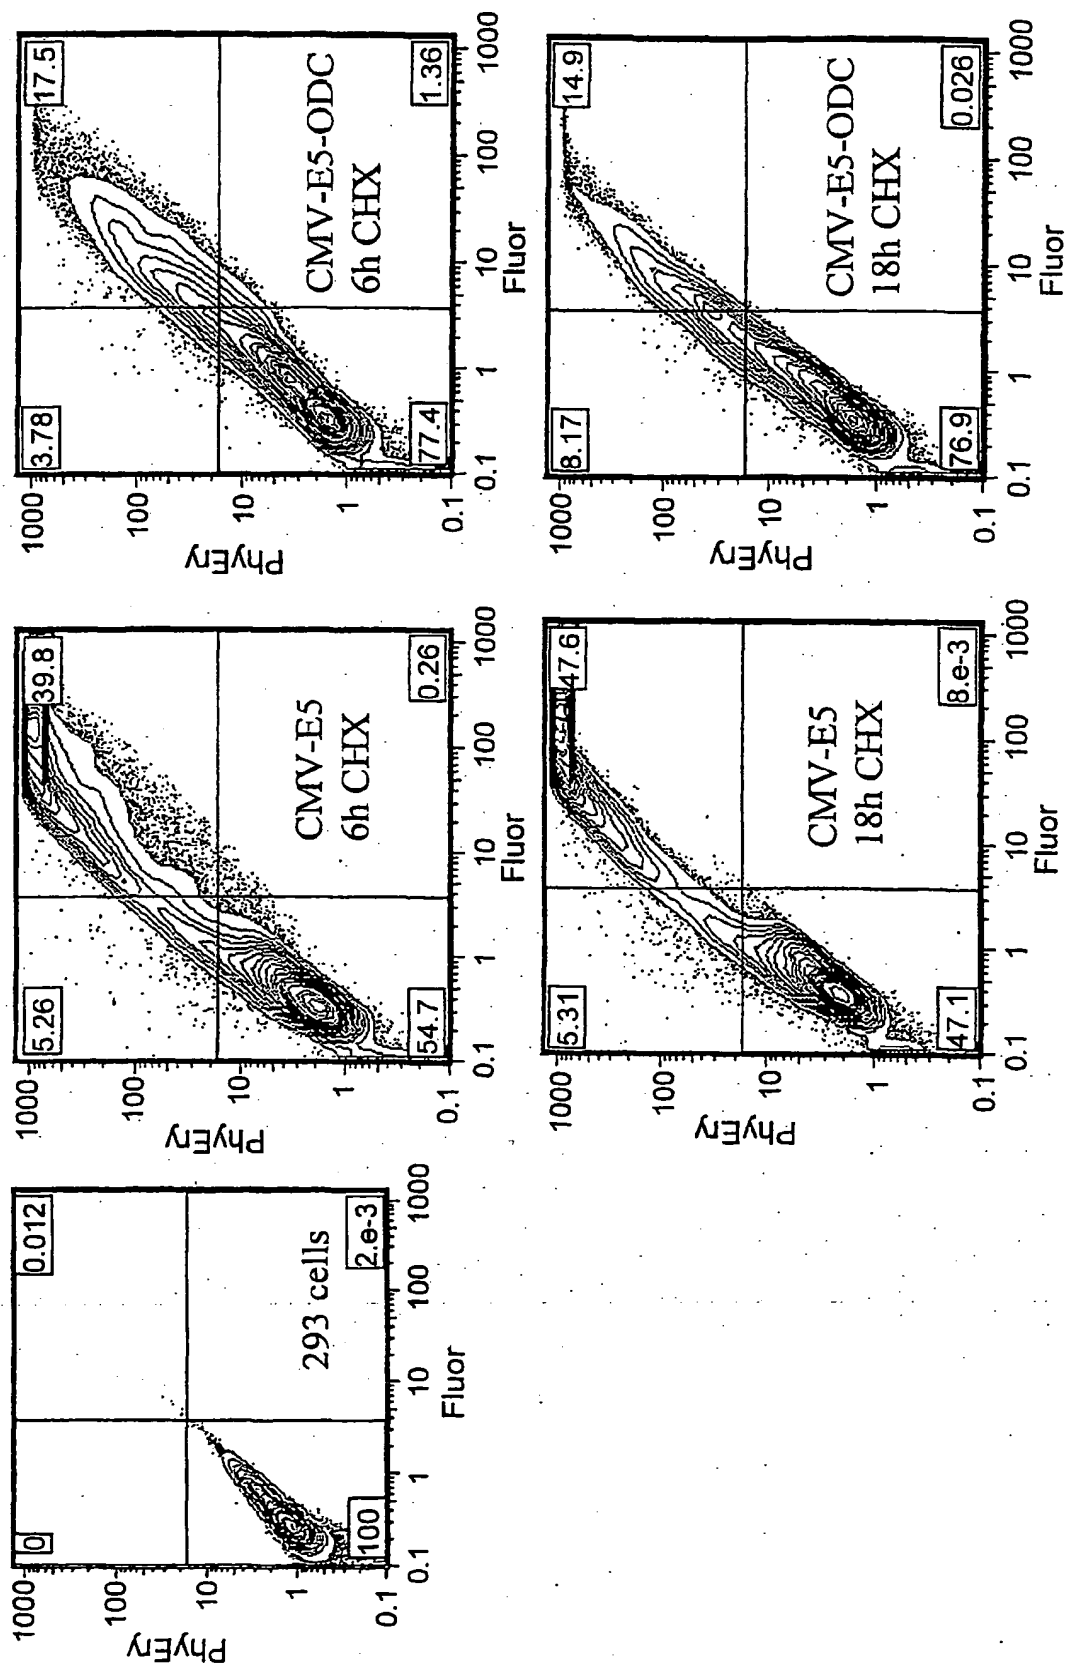 0
0.012
1000
100
10
1
0.1
PhyEry
293 cells
100
2.e-3
0.1 1 10 100 1000
Fluor
5.26
39.8
1000
100
10
1
0.1
PhyEry
CMV-E5
6h CHX
54.7
0.26
0.1 1 10 100 1000
Fluor
3.78
17.5
1000
100
10
1
0.1
PhyEry
CMV-E5-ODC
6h CHX
77.4
1.36
0.1 1 10 100 1000
Fluor
5.31
47.6
1000
100
10
1
0.1
PhyEry
CMV-E5
18h CHX
47.1
8.e-3
0.1 1 10 100 1000
Fluor
8.17
14.9
1000
100
10
1
0.1
PhyEry
CMV-E5-ODC
18h CHX
76.9
0.026
0.1 1 10 100 1000
Fluor